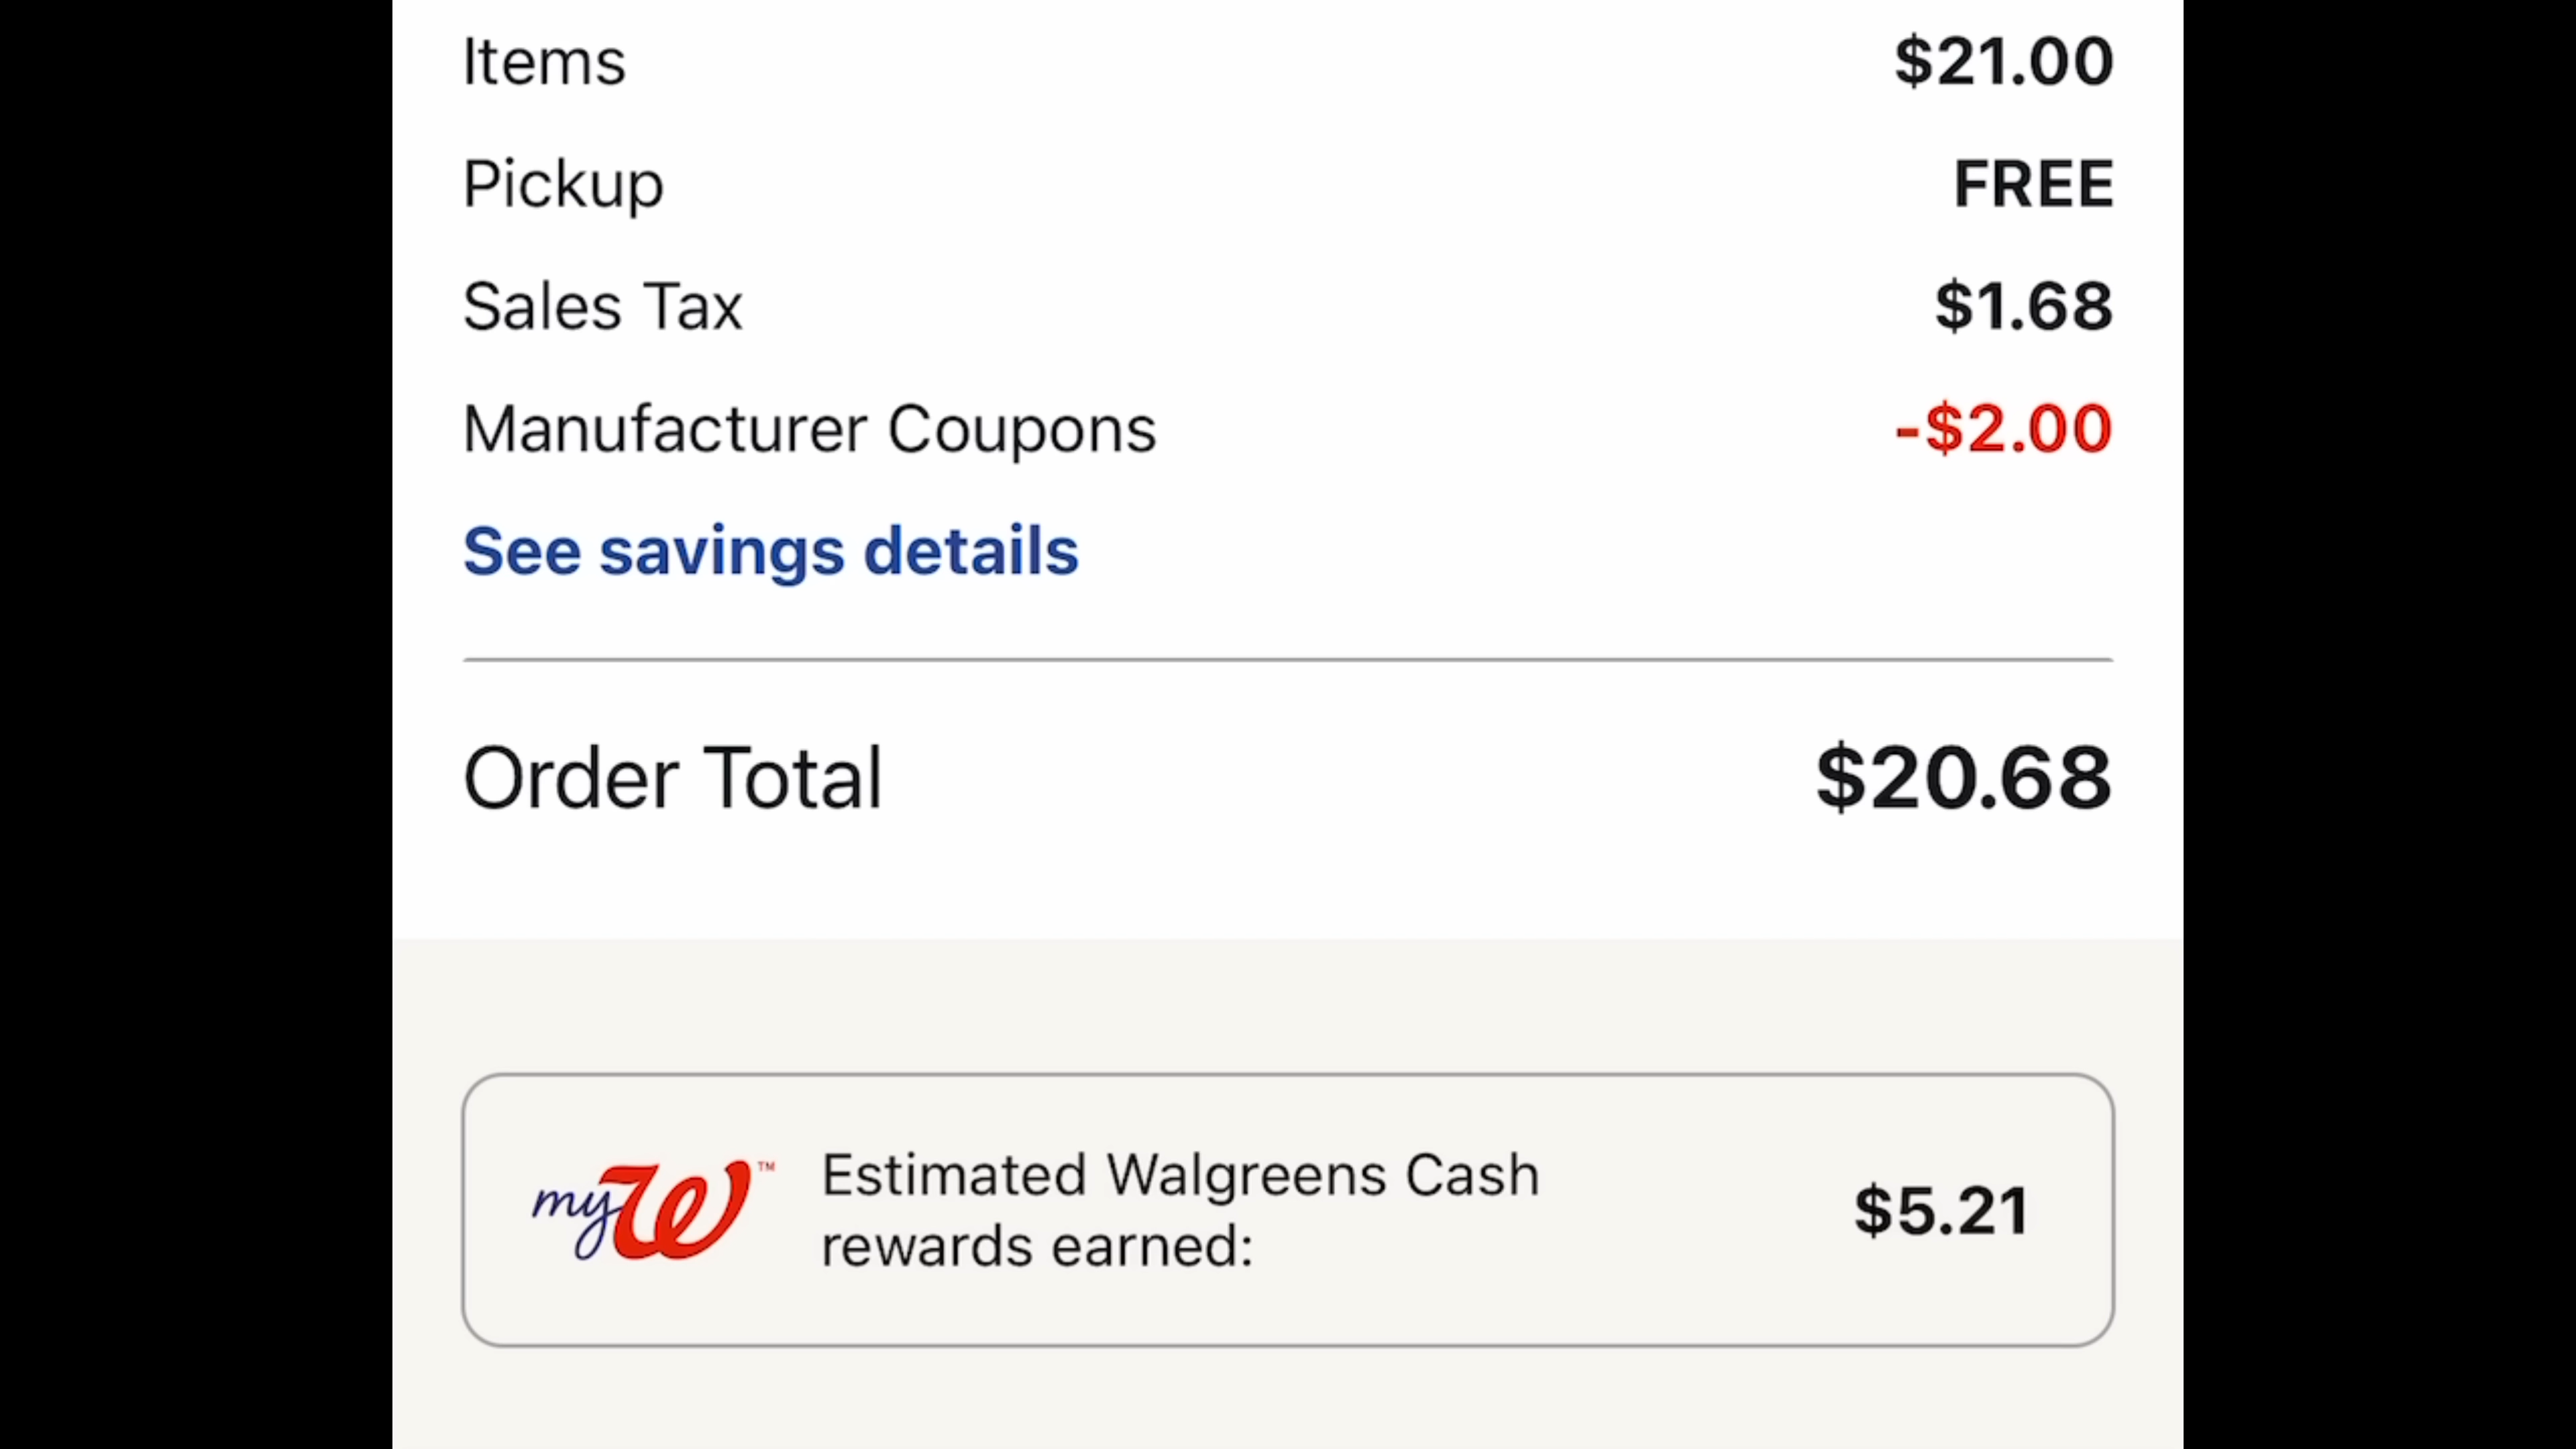 Items $21.00
Pickup FREE
Sales Tax $1.68
Manufacturer Coupons -$2.00
See savings details
Order Total $20.68
myW™ Estimated Walgreens Cash
rewards earned: $5.21